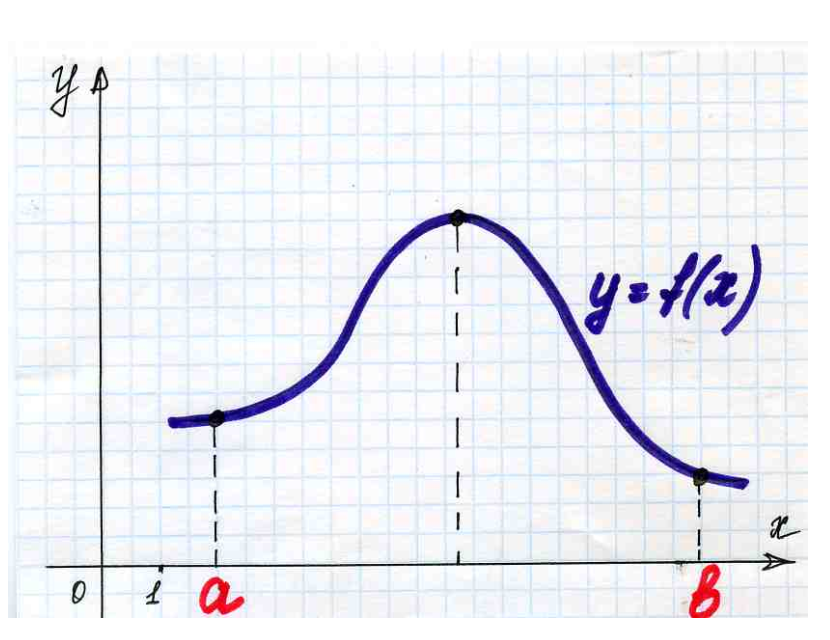 y
y = f(x)
x
0 1 a b